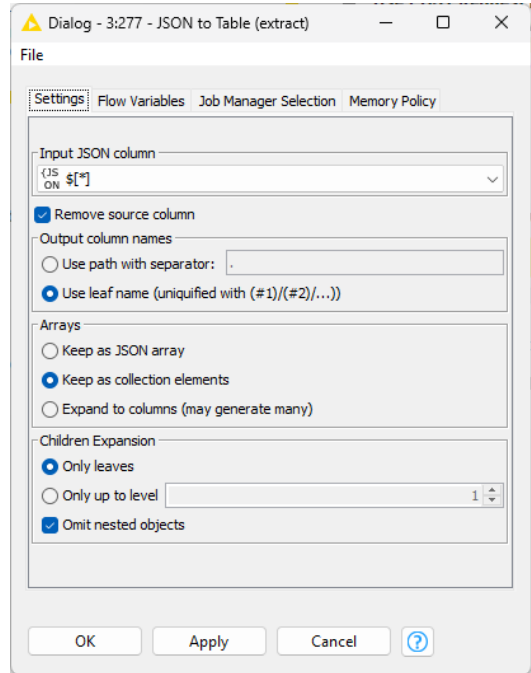 Dialog - 3:277 - JSON to Table (extract)
File
Settings Flow Variables Job Manager Selection Memory Policy
Input JSON column
{JS ON $[*]
Remove source column
Output column names
Use path with separator: .
Use leaf name (uniquified with (#1)/(#2)/...))
Arrays
Keep as JSON array
Keep as collection elements
Expand to columns (may generate many)
Children Expansion
Only leaves
Only up to level 1
Omit nested objects
OK Apply Cancel ?